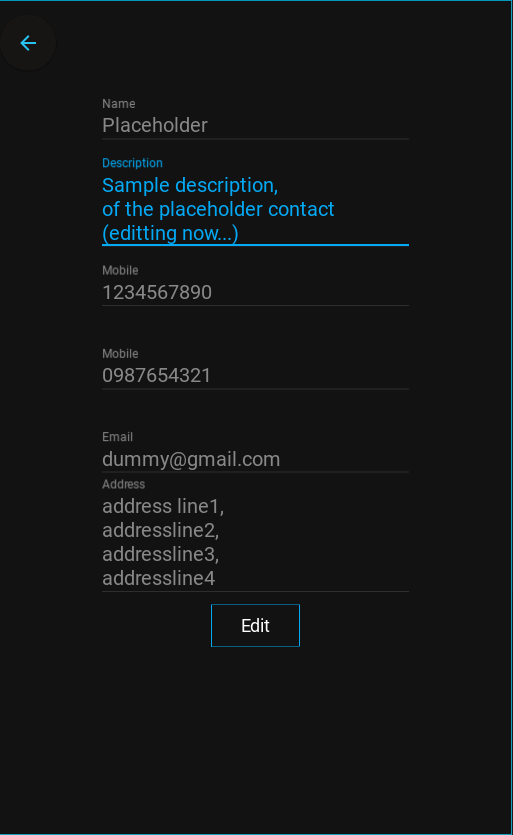 Name
Placeholder
Description
Sample description,
of the placeholder contact
(editting now...)
Mobile
1234567890
Mobile
0987654321
Email
dummy@gmail.com
Address
address line1,
addressline2,
addressline3,
addressline4
Edit